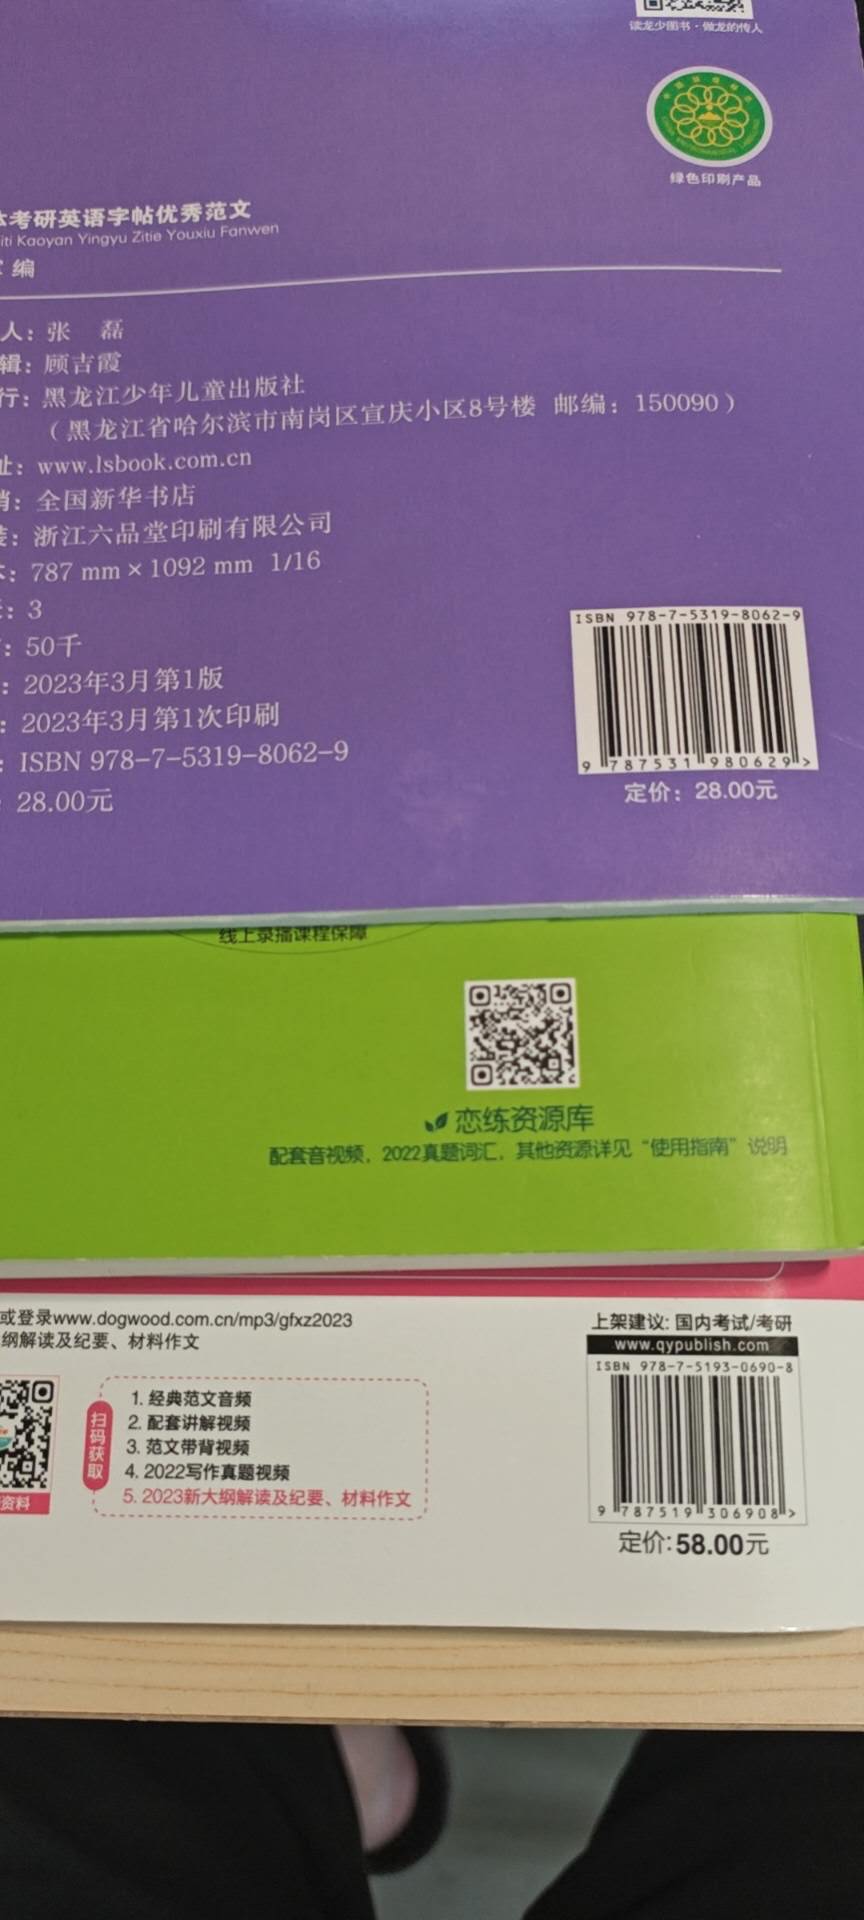 读龙少图书·做龙的传人
绿色印刷产品
考研英语字帖优秀范文
iti Kaoyan Yingyu Zitie Youxiu Fanwen
编
人：张　磊
辑：顾吉霞
行：黑龙江少年儿童出版社
（黑龙江省哈尔滨市南岗区宣庆小区8号楼 邮编：150090）
址：www.lsbook.com.cn
销：全国新华书店
装：浙江六品堂印刷有限公司
本：787 mm×1092 mm 1/16
：3
：50千
：2023年3月第1版
：2023年3月第1次印刷
：ISBN 978-7-5319-8062-9
：28.00元
ISBN 978-7-5319-8062-9
9 787531 980629 >
定价：28.00元
线上录播课程保障
恋练资源库
配套音视频，2022真题词汇，其他资源详见“使用指南”说明
或登录www.dogwood.com.cn/mp3/gfxz2023
纲解读及纪要、材料作文
资料
扫码获取
1. 经典范文音频
2. 配套讲解视频
3. 范文带背视频
4. 2022写作真题视频
5. 2023新大纲解读及纪要、材料作文
上架建议: 国内考试/考研
www.qypublish.com
ISBN 978-7-5193-0690-8
9 787519 306908 >
定价:58.00元